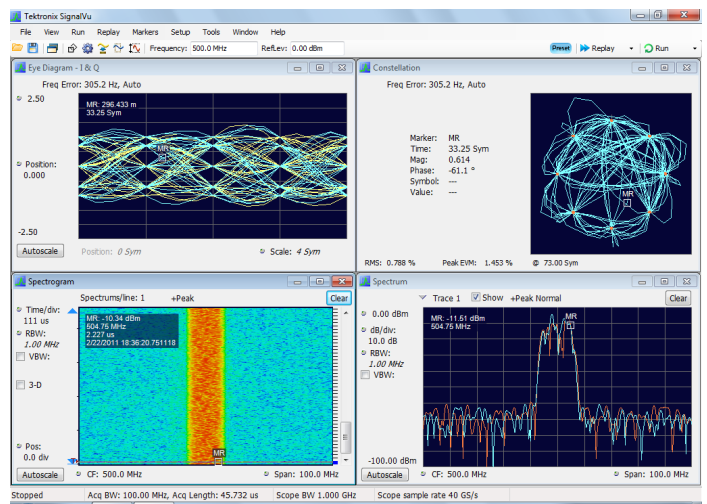 Tektronix SignalVu
File View Run Replay Markers Setup Tools Window Help
Frequency: 500.0 MHz RefLev: 0.00 dBm Preset Replay Run
Eye Diagram - I & Q
Freq Error: 305.2 Hz, Auto
2.50
MR: 296.433 m
33.25 Sym
MR
Position:
0.000
-2.50
Autoscale Position: 0 Sym Scale: 4 Sym
Constellation
Freq Error: 305.2 Hz, Auto
Marker: MR
Time: 33.25 Sym
Mag: 0.614
Phase: -61.1 °
Symbol: ---
Value: ---
MR
RMS: 0.788 % Peak EVM: 1.453 % @ 73.00 Sym
Spectrogram
Spectrums/line: 1 +Peak Clear
Time/div:
111 us
RBW:
1.00 MHz
VBW:
3-D
Pos:
0.0 div
MR: -10.34 dBm
504.75 MHz
2.227 us
2/22/2011 18:36:20.751118
MR
Autoscale CF: 500.0 MHz Span: 100.0 MHz
Spectrum
Trace 1 Show +Peak Normal Clear
0.00 dBm
dB/div:
10.0 dB
RBW:
1.00 MHz
VBW:
MR: -11.51 dBm
504.75 MHz
MR
-100.00 dBm
Autoscale CF: 500.0 MHz Span: 100.0 MHz
Stopped Acq BW: 100.00 MHz, Acq Length: 45.732 us Scope BW 1.000 GHz Scope sample rate 40 GS/s